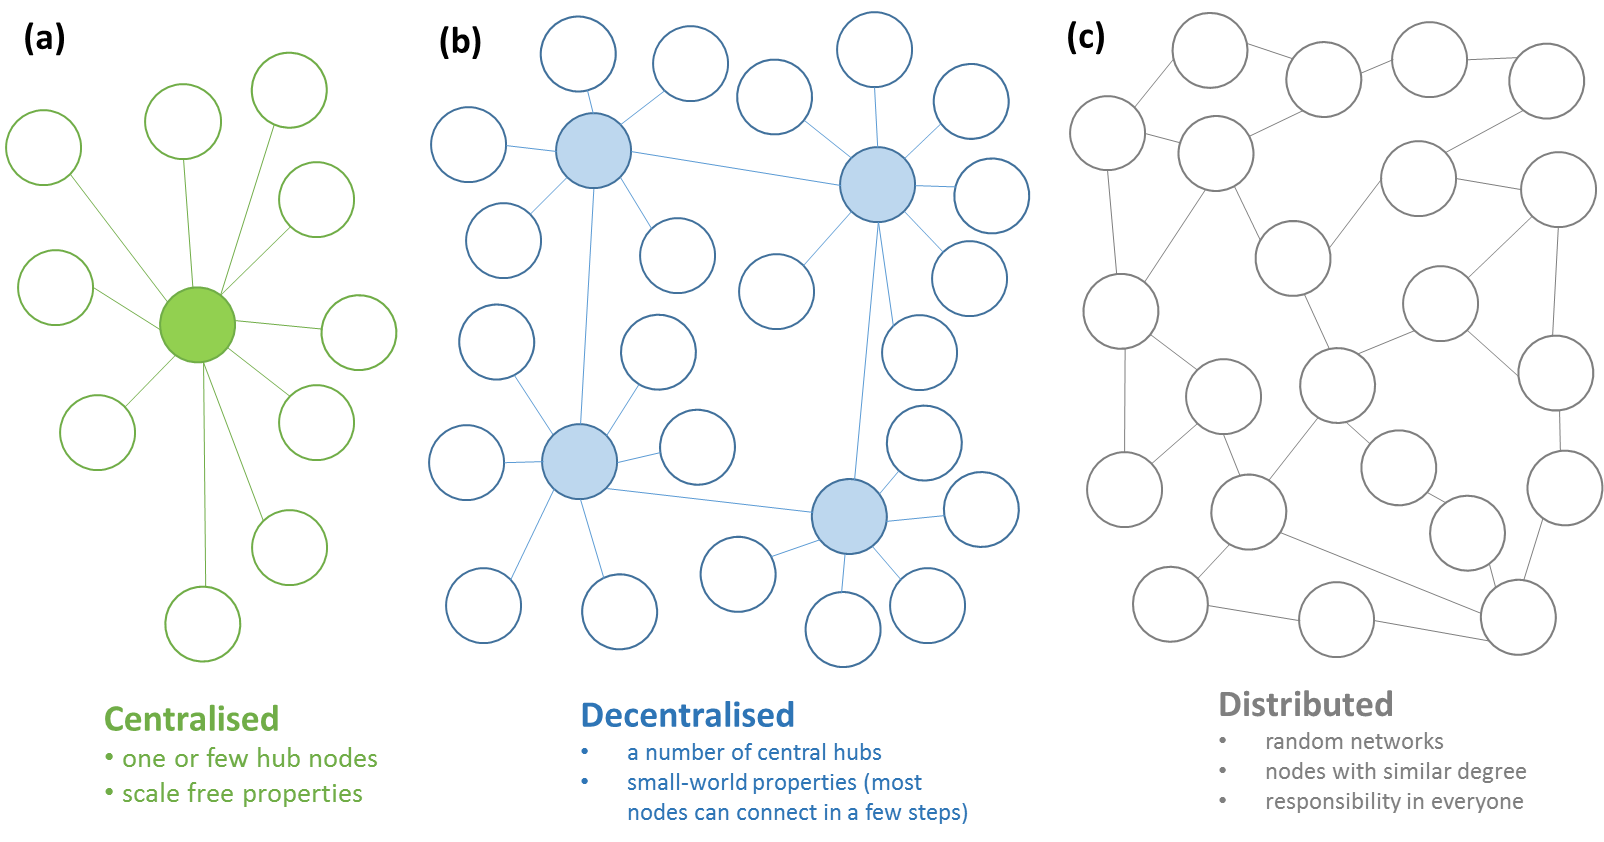 (a)
(b)
(c)
Centralised
• one or few hub nodes
• scale free properties
Decentralised
• a number of central hubs
• small-world properties (most
nodes can connect in a few steps)
Distributed
• random networks
• nodes with similar degree
• responsibility in everyone